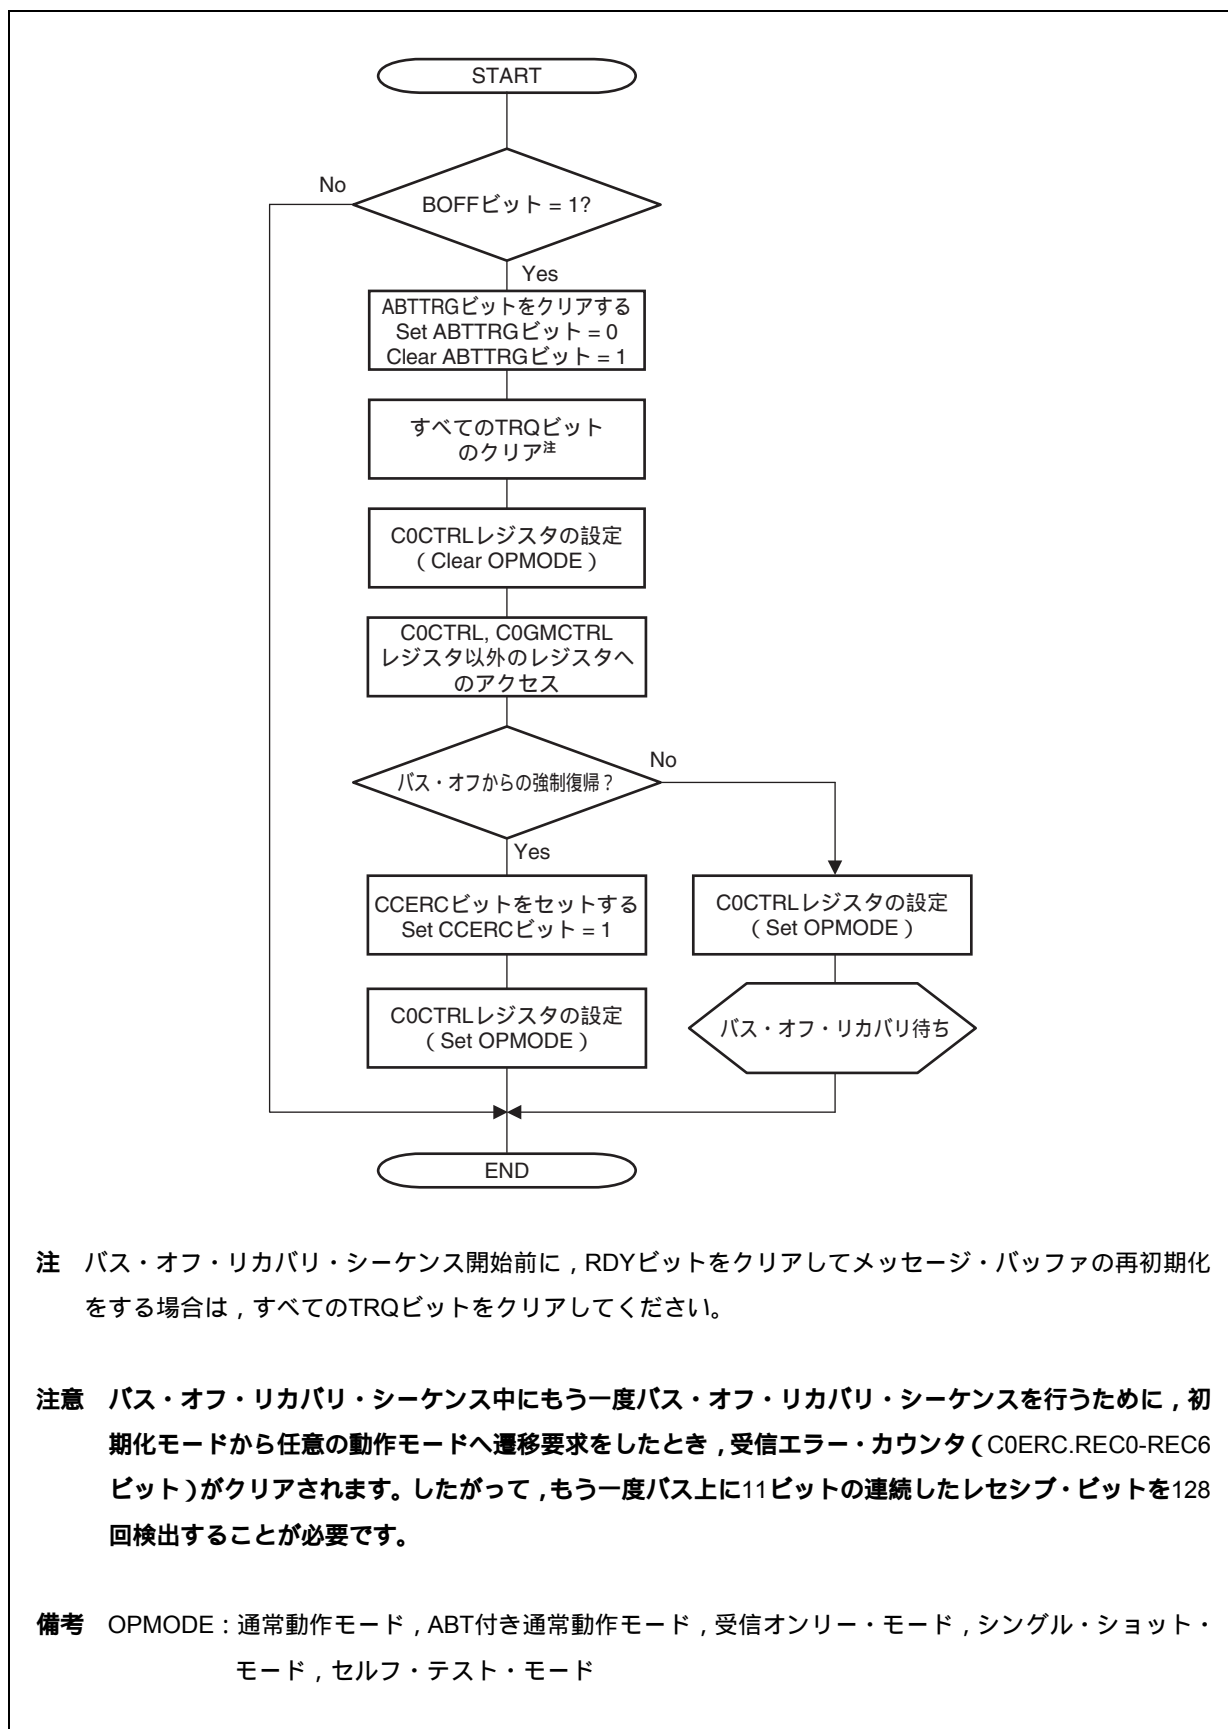 START
No
BOFFビット = 1?
Yes
ABTTRGビットをクリアする
Set ABTTRGビット = 0
Clear ABTTRGビット = 1
すべてのTRQビット
のクリア注
C0CTRLレジスタの設定
( Clear OPMODE )
C0CTRL, C0GMCTRL
レジスタ以外のレジスタへ
のアクセス
No
バス・オフからの強制復帰？
Yes
CCERCビットをセットする
Set CCERCビット = 1
C0CTRLレジスタの設定
( Set OPMODE )
C0CTRLレジスタの設定
( Set OPMODE )
バス・オフ・リカバリ待ち
END
注 バス・オフ・リカバリ・シーケンス開始前に，RDYビットをクリアしてメッセージ・バッファの再初期化
をする場合は，すべてのTRQビットをクリアしてください。
注意 バス・オフ・リカバリ・シーケンス中にもう一度バス・オフ・リカバリ・シーケンスを行うために，初
期化モードから任意の動作モードへ遷移要求をしたとき，受信エラー・カウンタ（C0ERC.REC0-REC6
ビット）がクリアされます。したがって，もう一度バス上に11ビットの連続したレセシブ・ビットを128
回検出することが必要です。
備考 OPMODE：通常動作モード，ABT付き通常動作モード，受信オンリー・モード，シングル・ショット・
モード，セルフ・テスト・モード